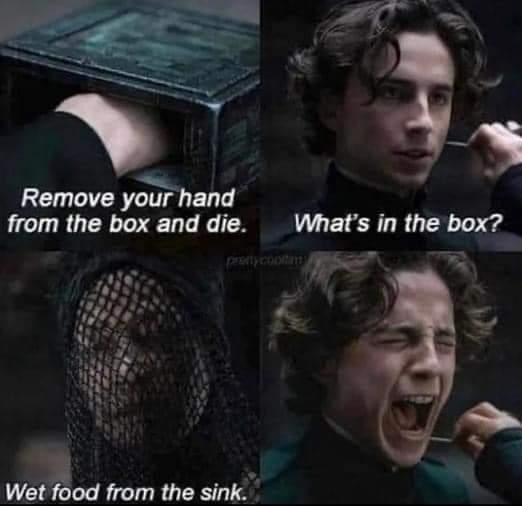 Remove your hand
from the box and die.
What's in the box?
Wet food from the sink.